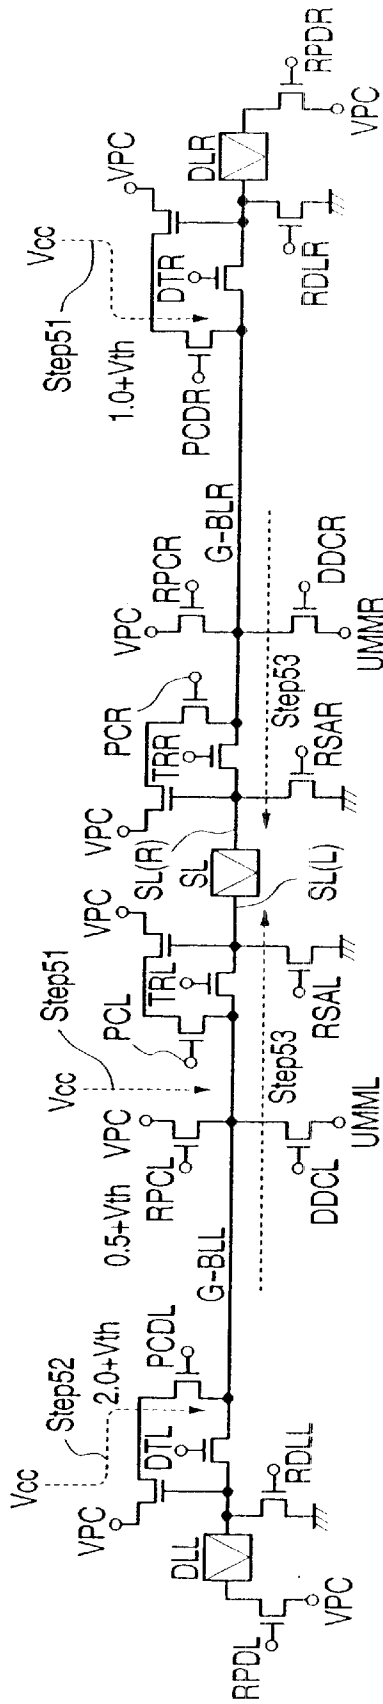 Vcc
Step52
2.0+Vth
VPC
PCDL
DTL
DLL
RDLL
RPDL
VPC
G-BLL
0.5+Vth
VPC
RPCL
DDCL
UMML
Vcc
Step51
PCL
VPC
TRL
RSAL
Step53
SL(L)
SL
SL(R)
VPC
TRR
PCR
RSAR
Step53
VPC
RPCR
DDCR
UMMR
G-BLR
Step51
Vcc
1.0+Vth
PCDR
VPC
DTR
RDLR
DLR
RPDR
VPC